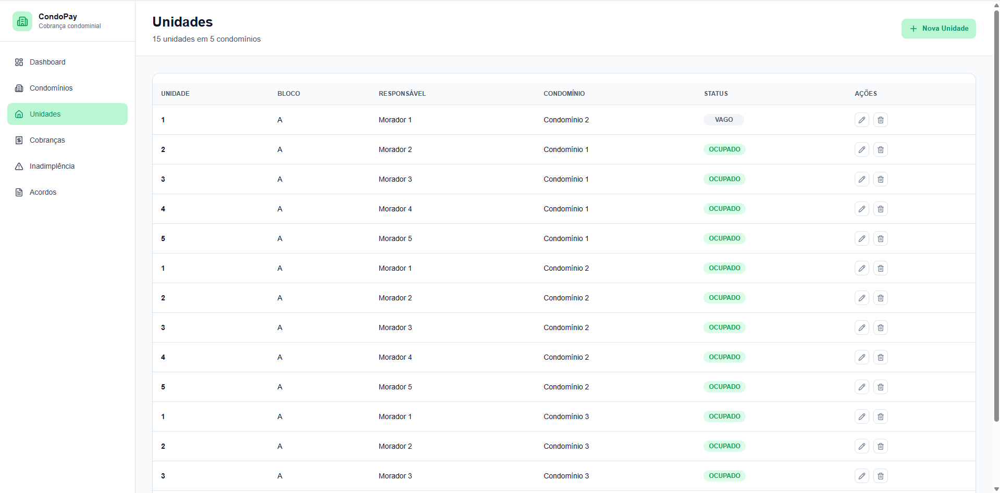 CondoPay
Cobrança condominial
Dashboard
Condomínios
Unidades
Cobranças
Inadimplência
Acordos
Unidades
15 unidades em 5 condomínios
Nova Unidade
UNIDADE BLOCO RESPONSÁVEL CONDOMÍNIO STATUS AÇÕES
1 A Morador 1 Condomínio 2 VAGO
2 A Morador 2 Condomínio 1 OCUPADO
3 A Morador 3 Condomínio 1 OCUPADO
4 A Morador 4 Condomínio 1 OCUPADO
5 A Morador 5 Condomínio 1 OCUPADO
1 A Morador 1 Condomínio 2 OCUPADO
2 A Morador 2 Condomínio 2 OCUPADO
3 A Morador 3 Condomínio 2 OCUPADO
4 A Morador 4 Condomínio 2 OCUPADO
5 A Morador 5 Condomínio 2 OCUPADO
1 A Morador 1 Condomínio 3 OCUPADO
2 A Morador 2 Condomínio 3 OCUPADO
3 A Morador 3 Condomínio 3 OCUPADO